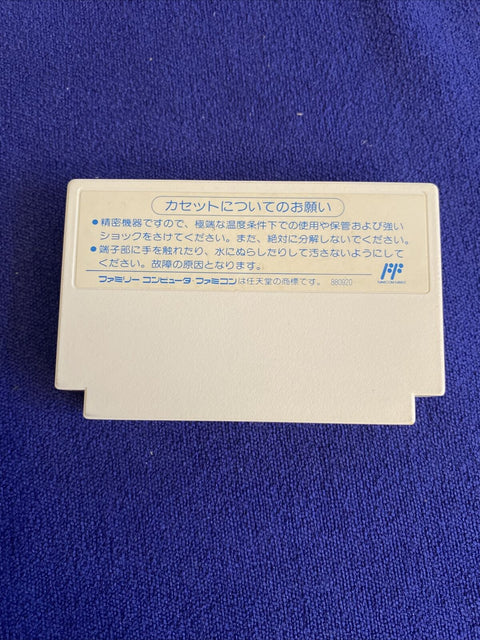 カセットについてのお願い
●精密機器ですので、極端な温度条件下での使用や保管および強い
ショックをさけてください。また、絶対に分解しないでください。
●端子部に手を触れたり、水にぬらしたりして汚さないようにして
ください。故障の原因となります。
ファミリー コンピュータ・ファミコンは任天堂の商標です。 880920
FAMICOM FAMILY